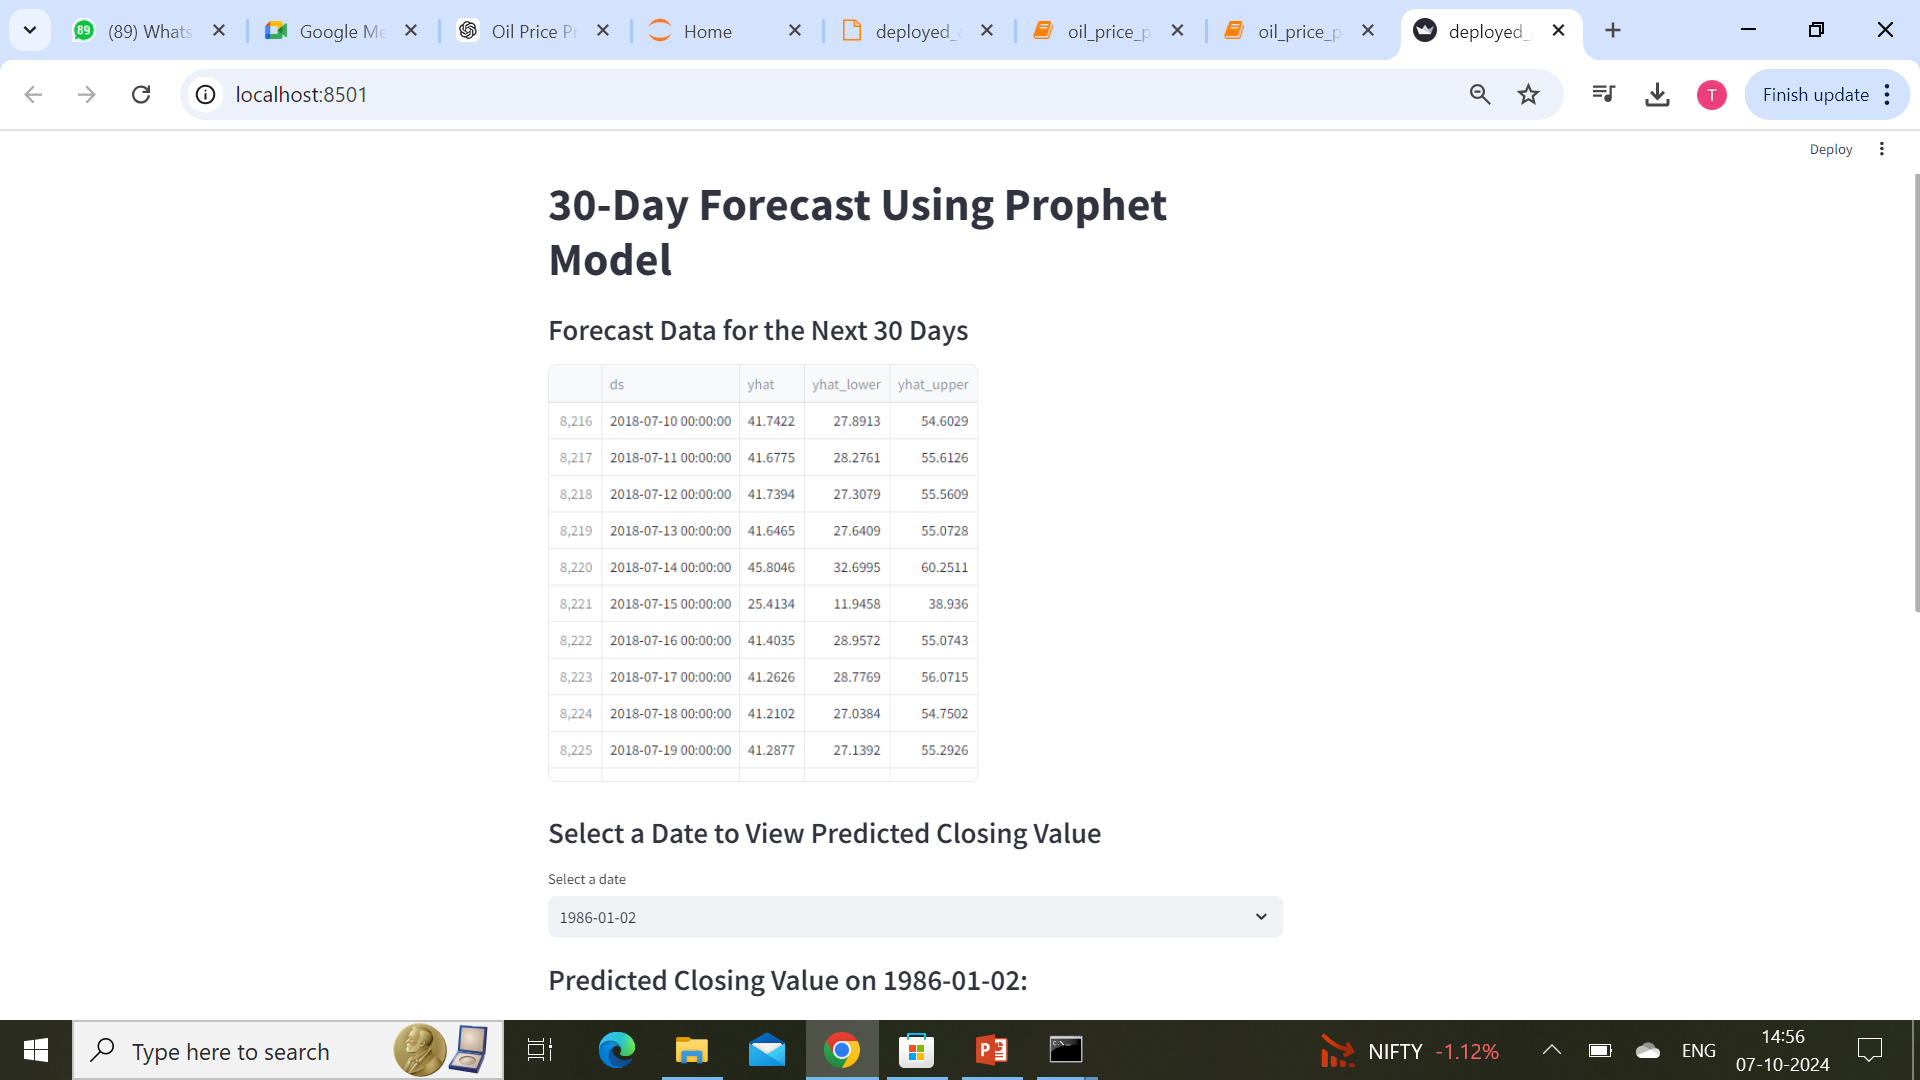 89 (89) Whats
Google Me
Oil Price Pr
Home
deployed_a
oil_price_p
oil_price_p
deployed_
localhost:8501
T
Finish update
Deploy
30-Day Forecast Using Prophet
Model
Forecast Data for the Next 30 Days
ds yhat yhat_lower yhat_upper
8,216 2018-07-10 00:00:00 41.7422 27.8913 54.6029
8,217 2018-07-11 00:00:00 41.6775 28.2761 55.6126
8,218 2018-07-12 00:00:00 41.7394 27.3079 55.5609
8,219 2018-07-13 00:00:00 41.6465 27.6409 55.0728
8,220 2018-07-14 00:00:00 45.8046 32.6995 60.2511
8,221 2018-07-15 00:00:00 25.4134 11.9458 38.936
8,222 2018-07-16 00:00:00 41.4035 28.9572 55.0743
8,223 2018-07-17 00:00:00 41.2626 28.7769 56.0715
8,224 2018-07-18 00:00:00 41.2102 27.0384 54.7502
8,225 2018-07-19 00:00:00 41.2877 27.1392 55.2926
Select a Date to View Predicted Closing Value
Select a date
1986-01-02
Predicted Closing Value on 1986-01-02:
Type here to search
NIFTY -1.12%
ENG
14:56
07-10-2024